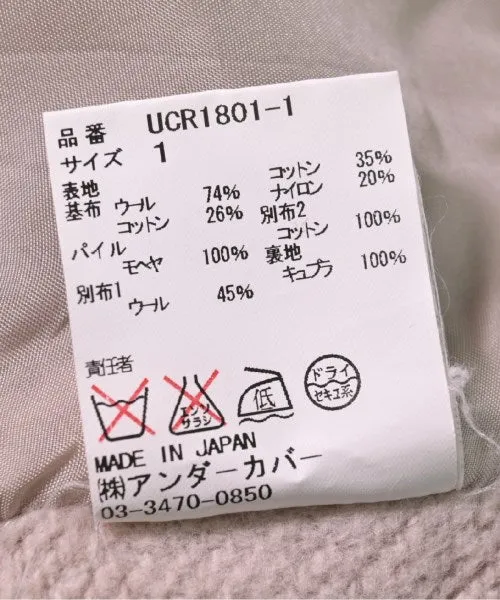 品番 UCR1801-1
サイズ 1
表地
基布 ウール 74%
コットン 26%
パイル
モヘヤ 100%
別布1
ウール 45%
コットン 35%
ナイロン 20%
別布2
コットン 100%
裏地
キュプラ 100%
責任者
エンソ
サラシ
低
ドライ
セキユ系
MADE IN JAPAN
㈱アンダーカバー
03-3470-0850